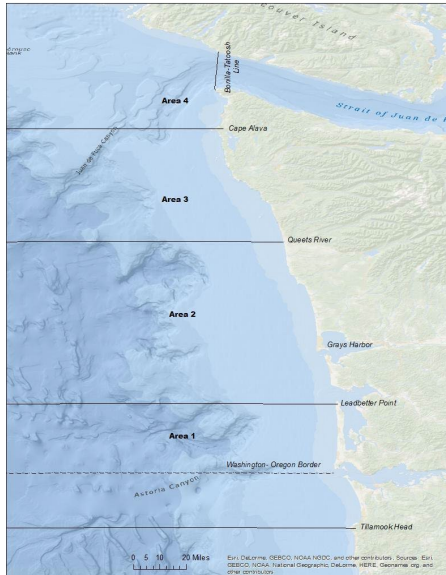 Vancouver Island
Bonilla-Tatoosh
Line
Area 4
Strait of Juan de
Cape Alava
Juan de Fuca Canyon
Area 3
Queets River
Area 2
Grays Harbor
Leadbetter Point
Area 1
Washington- Oregon Border
Astoria Canyon
Tillamook Head
0 5 10 20 Miles
Esri, DeLorme, GEBCO, NOAA NGDC, and other contributors, Sources: Esri,
GEBCO, NOAA, National Geographic, DeLorme, HERE, Geonames.org, and
other contributors